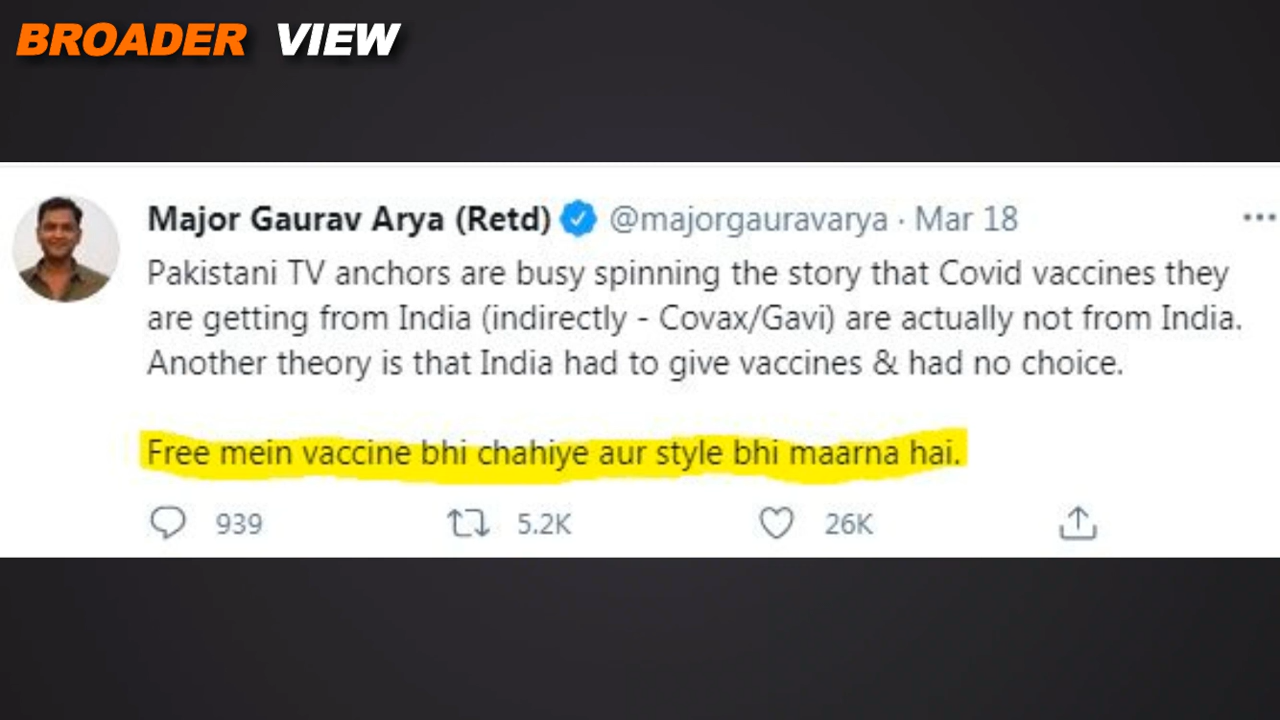 BROADER VIEW
Major Gaurav Arya (Retd) @majorgauravarya · Mar 18
Pakistani TV anchors are busy spinning the story that Covid vaccines they
are getting from India (indirectly - Covax/Gavi) are actually not from India.
Another theory is that India had to give vaccines & had no choice.
Free mein vaccine bhi chahiye aur style bhi maarna hai.
939 5.2K 26K